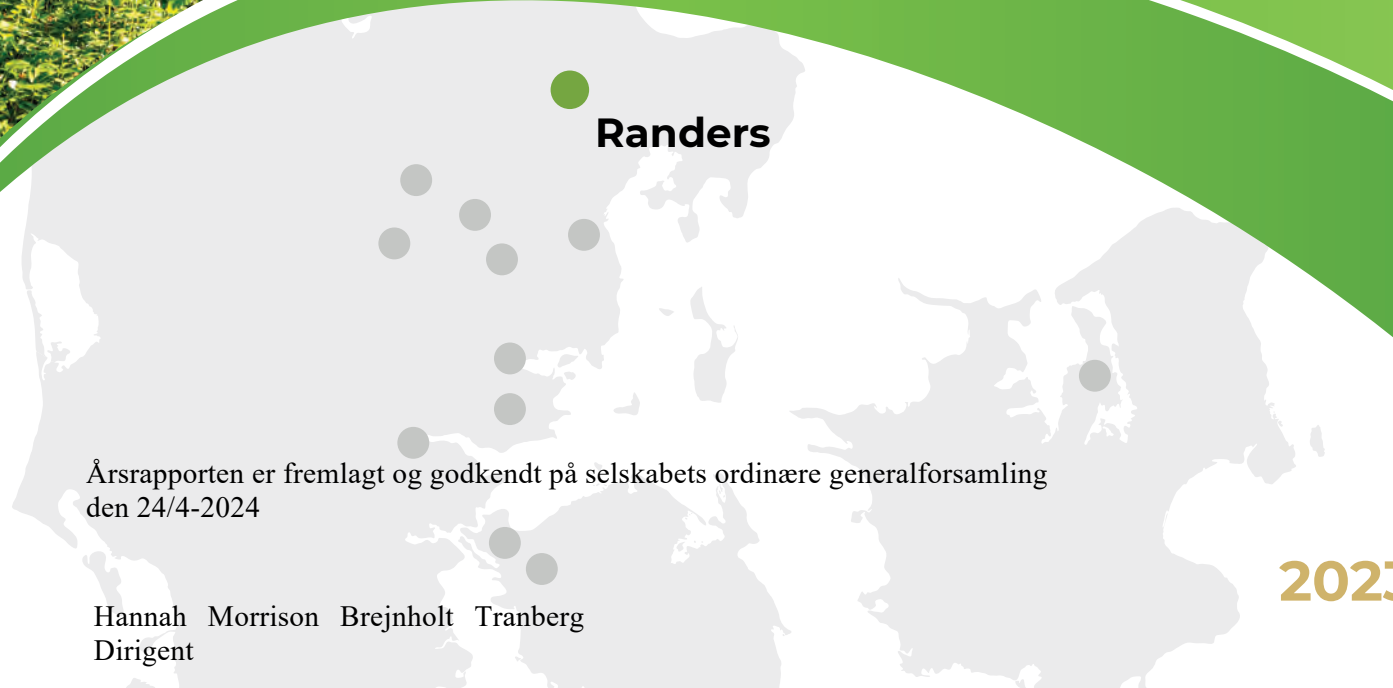 Randers
Årsrapporten er fremlagt og godkendt på selskabets ordinære generalforsamling
den 24/4-2024
2023
Hannah Morrison Brejnholt Tranberg
Dirigent